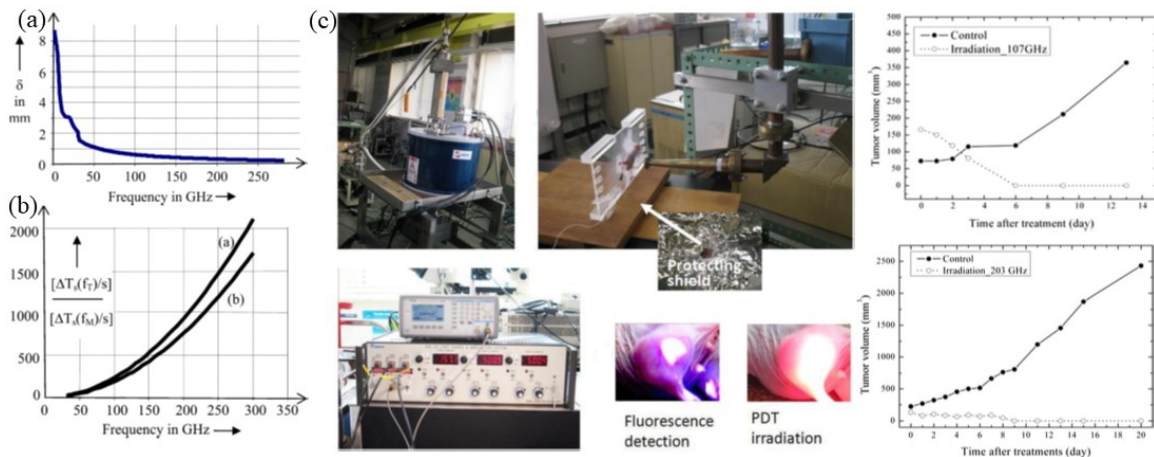 (a)
8
6
4
2
0
δ
in
mm
0 50 100 150 200 250
Frequency in GHz
(b)
2000
1500
1000
500
0
[ΔTs(fT)/s]
[ΔTs(fM)/s]
(a)
(b)
0 50 100 150 200 250 300 350
Frequency in GHz
(c)
Protecting
shield
Fluorescence
detection
PDT
irradiation
Control
Irradiation_107GHz
Tumor volume (mm³)
500
450
400
350
300
250
200
150
100
50
0
0 2 4 6 8 10 12 14
Time after treatment (day)
Control
Irradiation_203 GHz
Tumor volume (mm³)
2500
2000
1500
1000
500
0
0 2 4 6 8 10 12 14 16 18 20
Time after treatments (day)